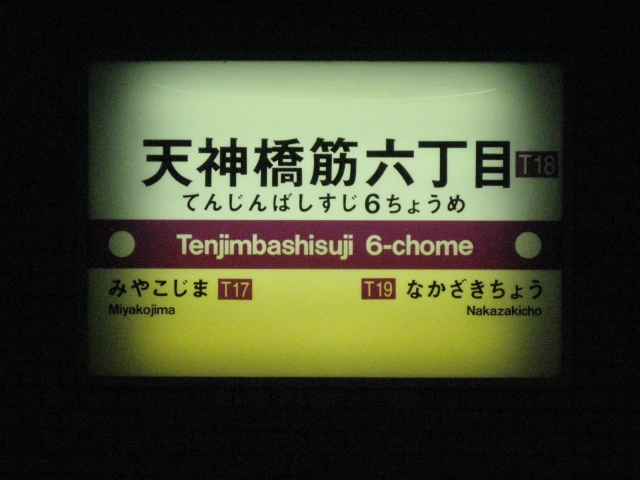 天神橋筋六丁目 T18
てんじんばしすじ6ちょうめ
Tenjimbashisuji 6-chome
みやこじま T17 T19 なかざきちょう
Miyakojima Nakazakicho